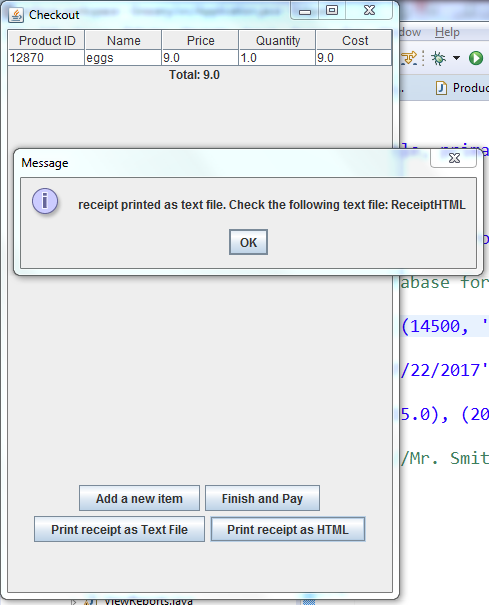 Checkout
Product ID Name Price Quantity Cost
12870 eggs 9.0 1.0 9.0
Total: 9.0
dow Help
Produc
Message
receipt printed as text file. Check the following text file: ReceiptHTML
OK
abase for
(14500, '
/22/2017'
5.0), (20
/Mr. Smit
Add a new item Finish and Pay
Print receipt as Text File Print receipt as HTML
ViewReports.java